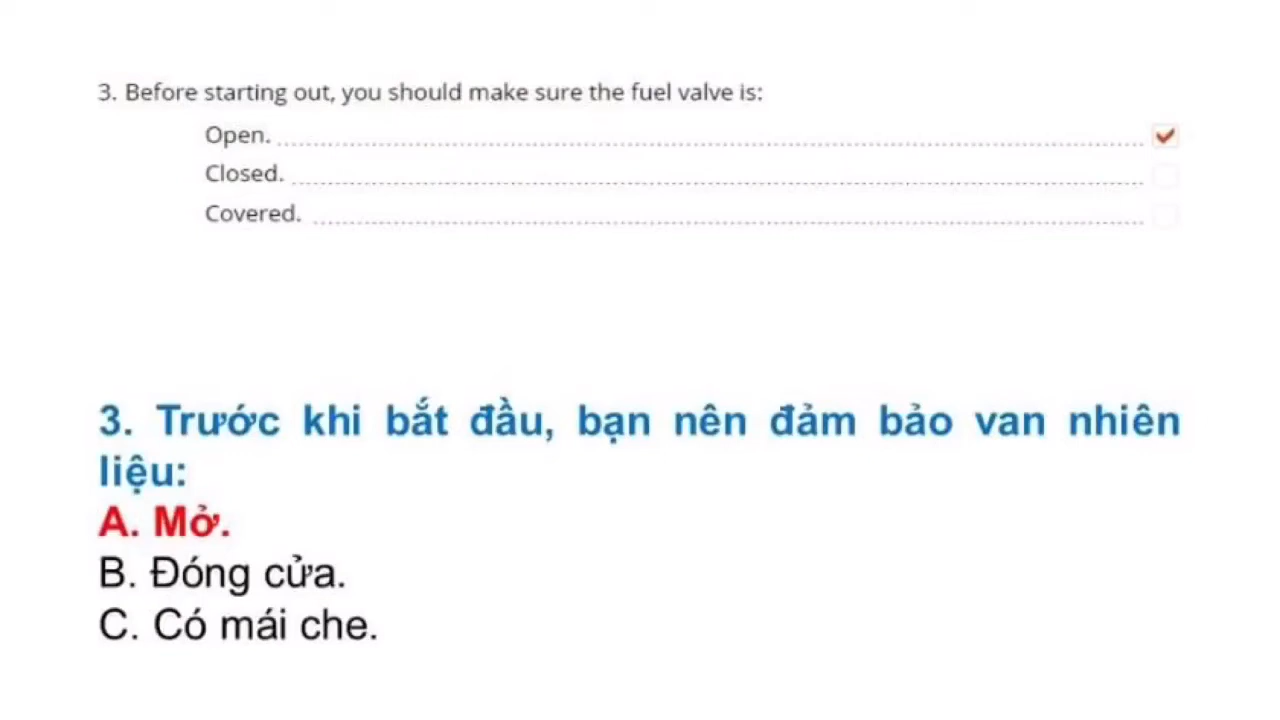 3. Before starting out, you should make sure the fuel valve is:
Open.
Closed.
Covered.
3. Trước khi bắt đầu, bạn nên đảm bảo van nhiên
liệu:
A. Mở.
B. Đóng cửa.
C. Có mái che.